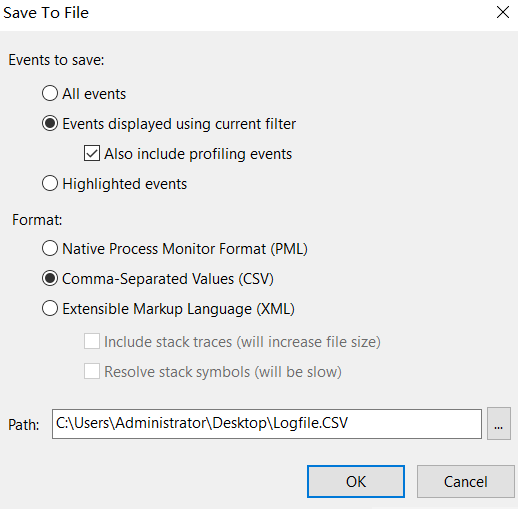 Save To File
Events to save:
All events
Events displayed using current filter
Also include profiling events
Highlighted events
Format:
Native Process Monitor Format (PML)
Comma-Separated Values (CSV)
Extensible Markup Language (XML)
Include stack traces (will increase file size)
Resolve stack symbols (will be slow)
Path: C:\Users\Administrator\Desktop\Logfile.CSV ...
OK Cancel